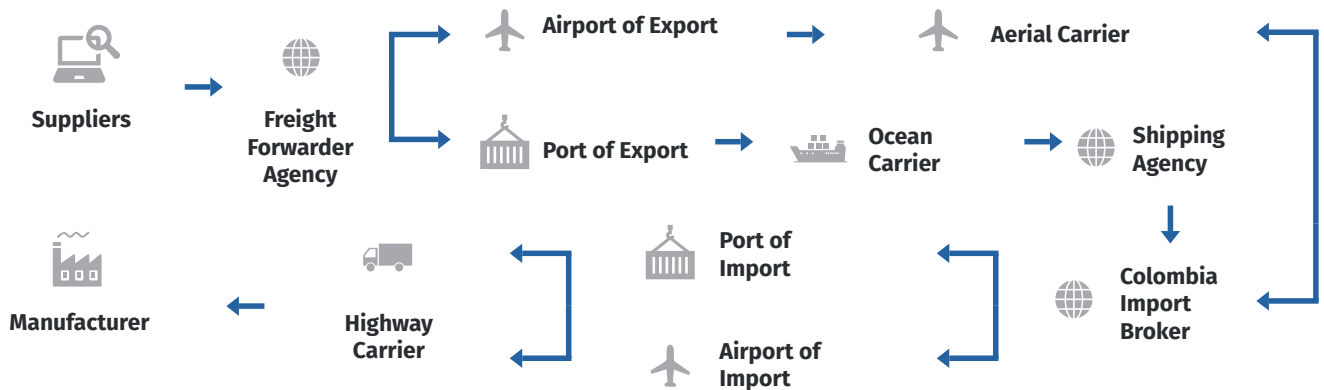 Suppliers
Freight
Forwarder
Agency
Airport of Export
Aerial Carrier
Port of Export
Ocean
Carrier
Shipping
Agency
Manufacturer
Highway
Carrier
Port of
Import
Airport of
Import
Colombia
Import
Broker